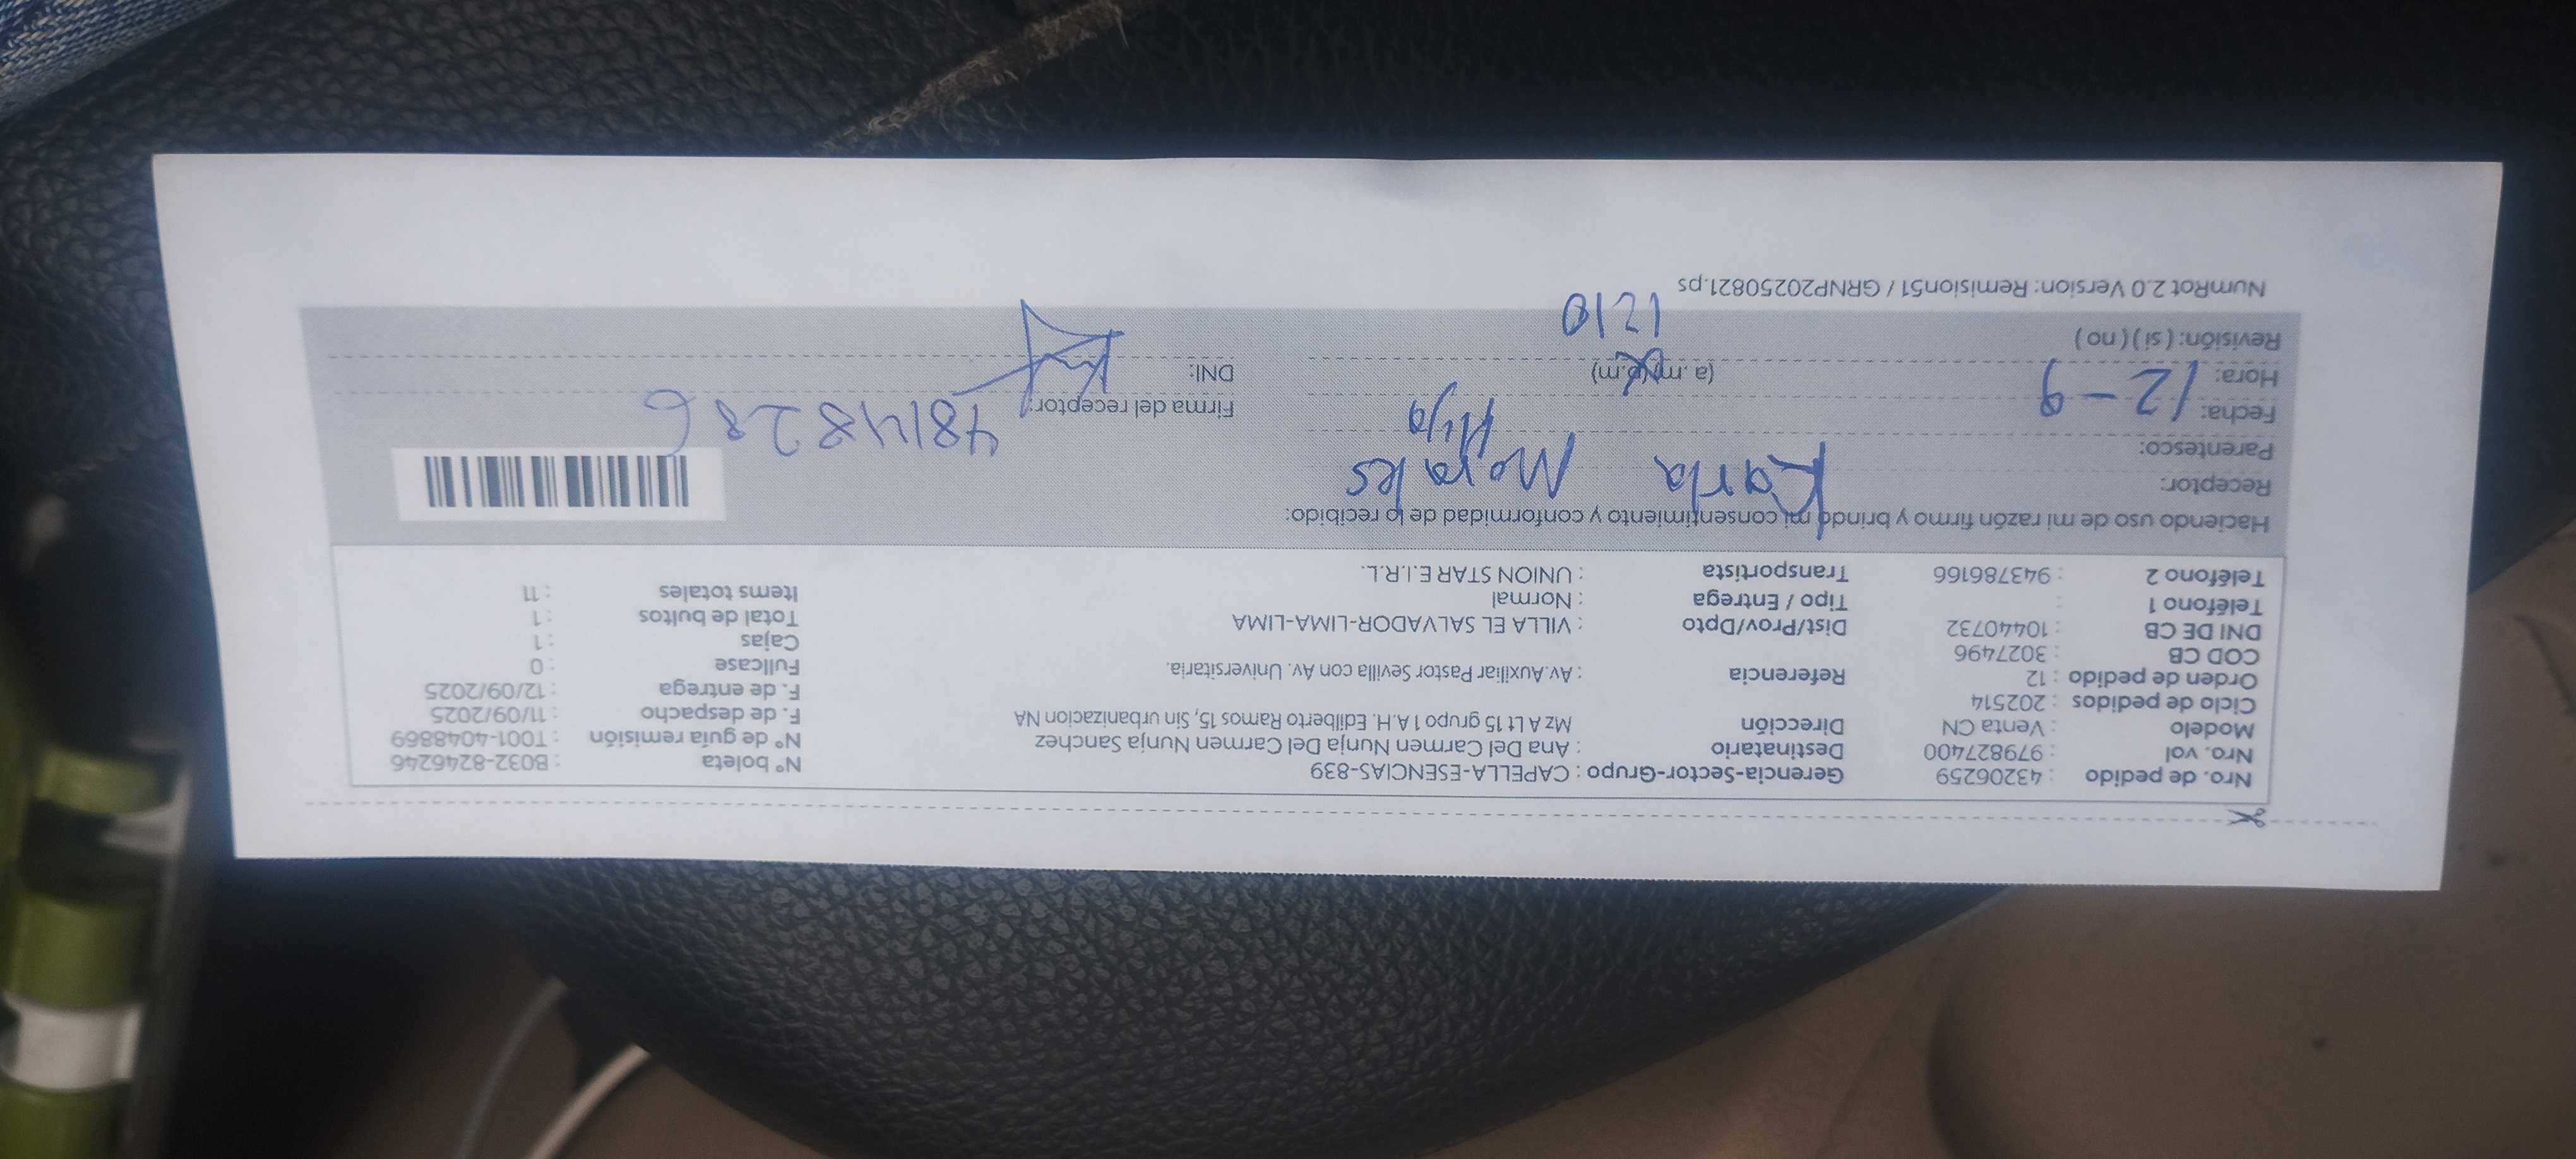 Nro. de pedido : 43206259 Gerencia-Sector-Grupo : CAPELLA-ESENCIAS-839 N° boleta : B032-8246246
Nro. vol : 979827400 Destinatario : Ana Del Carmen Nunja Del Carmen Nunja Sanchez N° de guía remisión : T001-4048869
Modelo : Venta CN Dirección Mz A Lt 15 grupo 1 A.H. Edilberto Ramos 15, Sin urbanizacion NA F. de despacho : 11/09/2025
Ciclo de pedidos : 202514 F. de entrega : 12/09/2025
Orden de pedido : 12 Referencia : Av.Auxiliar Pastor Sevilla con Av. Universitaria. Fullcase : 0
COD CB : 3027496 Cajas : 1
DNI DE CB : 10440732 Dist/Prov/Dpto : VILLA EL SALVADOR-LIMA-LIMA Total de bultos : 1
Teléfono 1 : Tipo / Entrega : Normal Items totales : 11
Teléfono 2 : 943786166 Transportista : UNION STAR E.I.R.L.
Haciendo uso de mi razón firmo y brindo mi consentimiento y conformidad de lo recibido:
Receptor: Karla Morales
Parentesco: Hija
Fecha: 12-9 Firma del receptor: 48148286
Hora: (a.m)(p.m) DNI:
1210
Revisión: ( si ) ( no )
NumRot 2.0 Version: Remision51 / GRNP20250821.ps